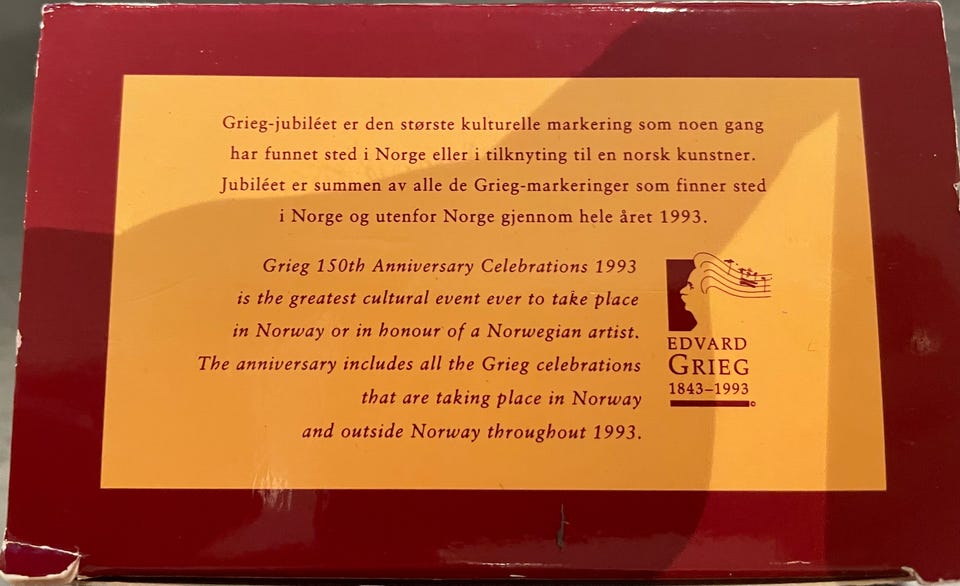 Grieg-jubiléet er den største kulturelle markering som noen gang
har funnet sted i Norge eller i tilknyting til en norsk kunstner.
Jubiléet er summen av alle de Grieg-markeringer som finner sted
i Norge og utenfor Norge gjennom hele året 1993.
Grieg 150th Anniversary Celebrations 1993
is the greatest cultural event ever to take place
in Norway or in honour of a Norwegian artist.
The anniversary includes all the Grieg celebrations
that are taking place in Norway
and outside Norway throughout 1993.
EDVARD
GRIEG
1843–1993
©